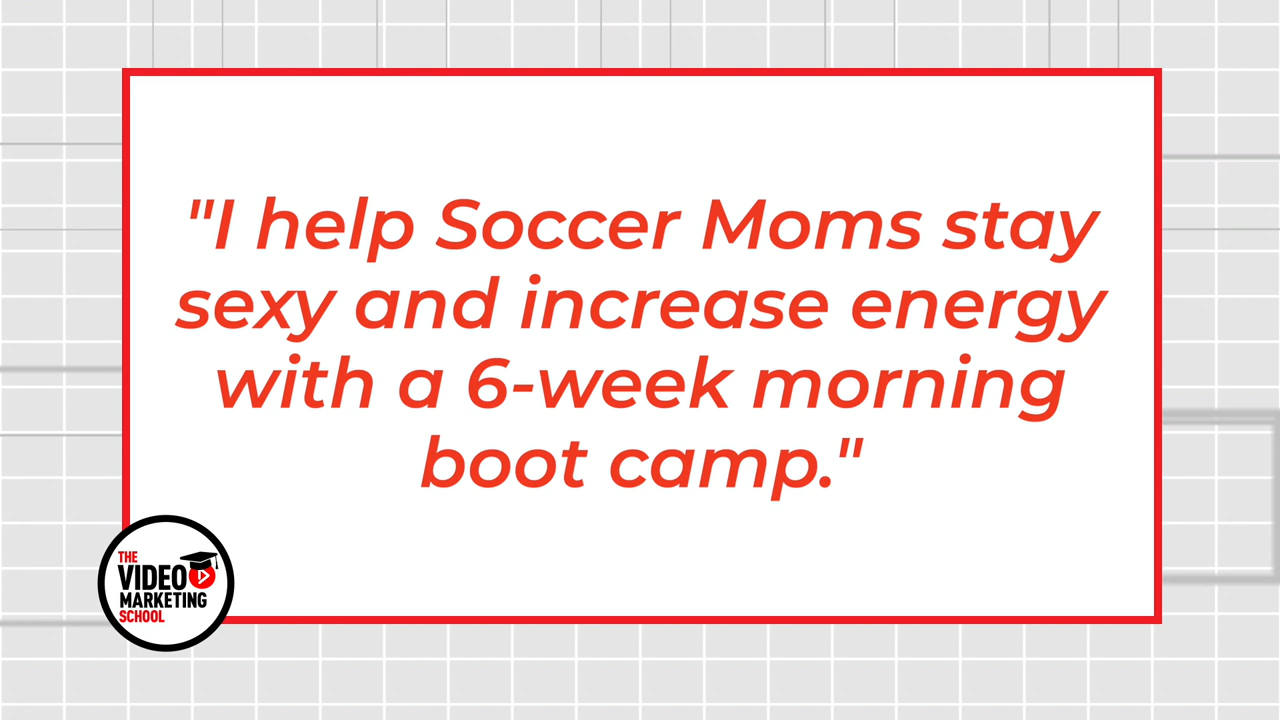 "I help Soccer Moms stay
sexy and increase energy
with a 6-week morning
boot camp."
THE
VIDEO
MARKETING
SCHOOL